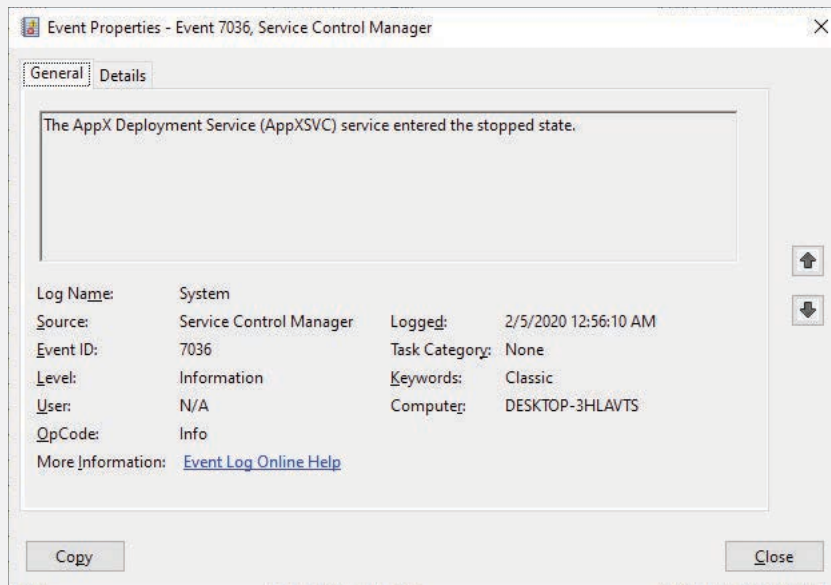 Event Properties - Event 7036, Service Control Manager
General Details
The AppX Deployment Service (AppXSVC) service entered the stopped state.
Log Name: System
Source: Service Control Manager Logged: 2/5/2020 12:56:10 AM
Event ID: 7036 Task Category: None
Level: Information Keywords: Classic
User: N/A Computer: DESKTOP-3HLAVTS
OpCode: Info
More Information: Event Log Online Help
Copy Close